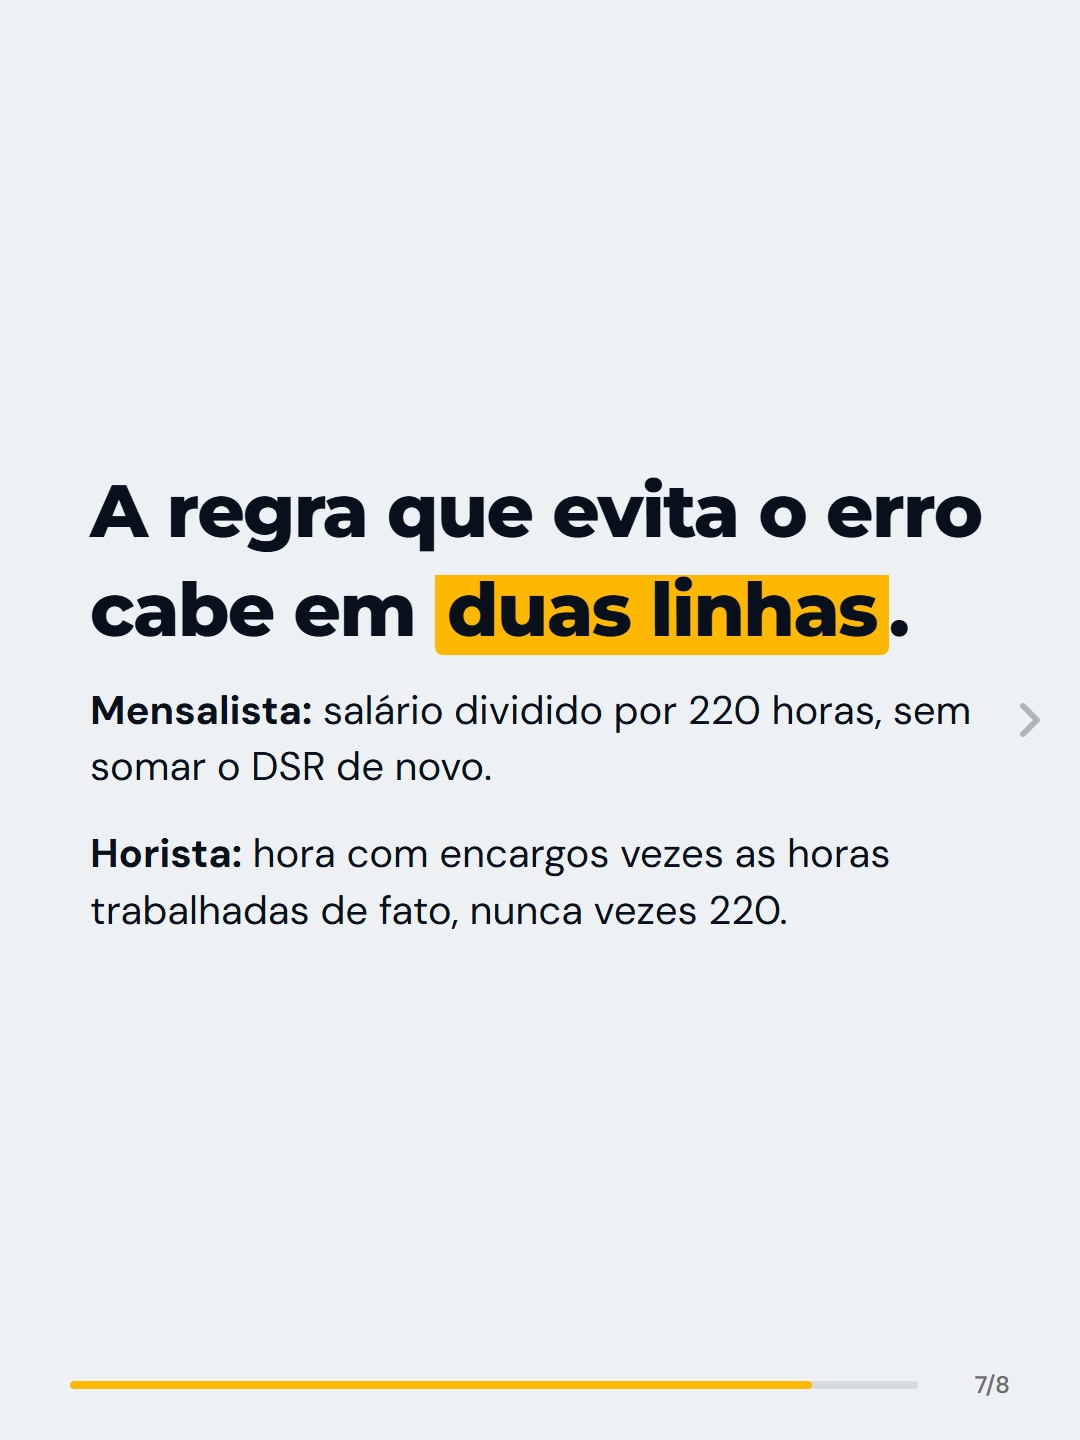 A regra que evita o erro
cabe em duas linhas.
Mensalista: salário dividido por 220 horas, sem
somar o DSR de novo.
Horista: hora com encargos vezes as horas
trabalhadas de fato, nunca vezes 220.
7/8